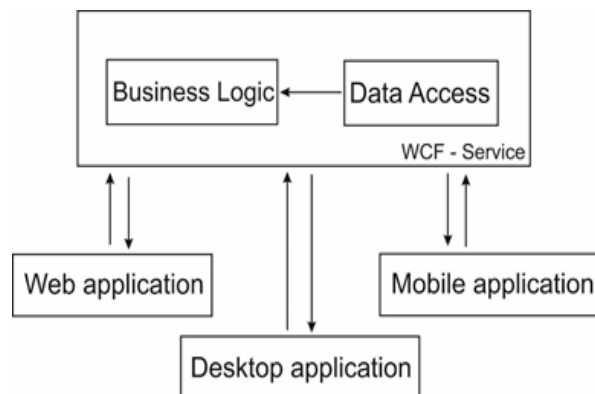 Business Logic
Data Access
WCF - Service
Web application
Mobile application
Desktop application